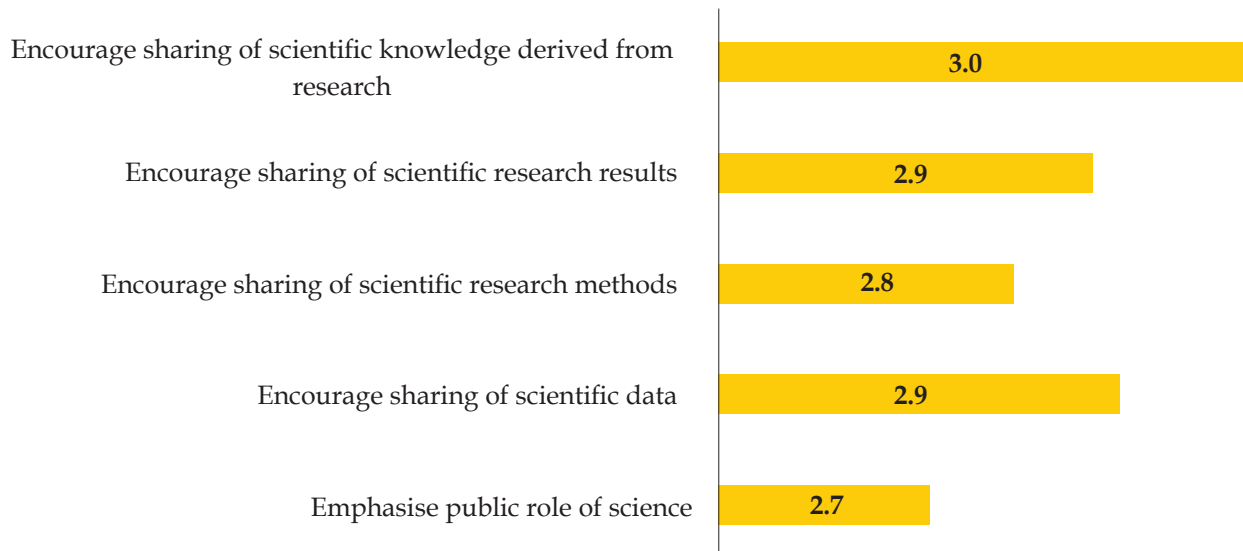 Encourage sharing of scientific knowledge derived from
research
3.0
Encourage sharing of scientific research results
2.9
Encourage sharing of scientific research methods
2.8
Encourage sharing of scientific data
2.9
Emphasise public role of science
2.7